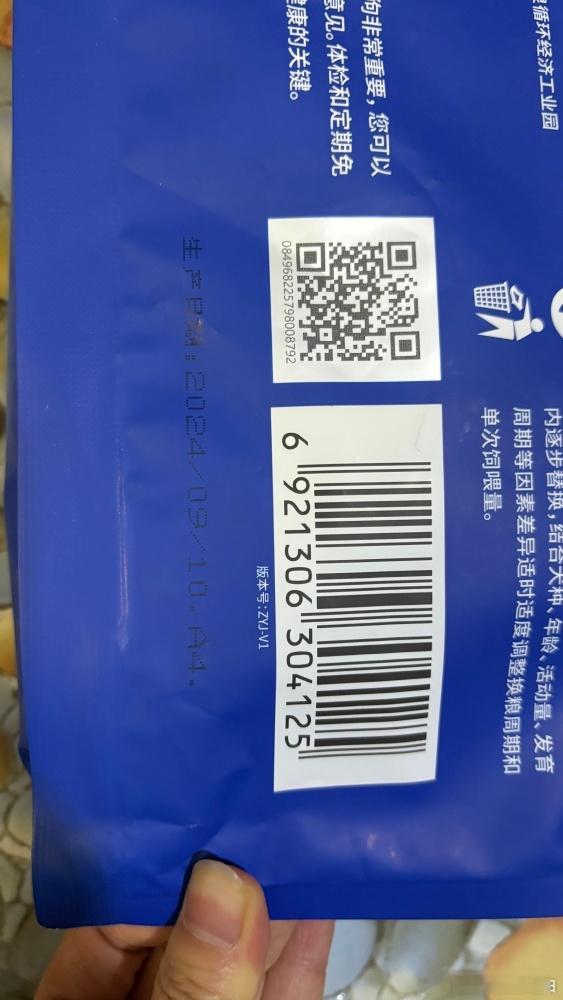 循环经济工业园
狗非常重要，您可以
意见。体检和定期免
健康的关键。
084968225798008792
内逐步替换，结合犬种、年龄、活动量、发育
周期等因素差异适时适度调整换粮周期和
单次饲喂量。
6 921306 304125
版本号：ZYJ-V1
生产日期:2024/09/10.A4.